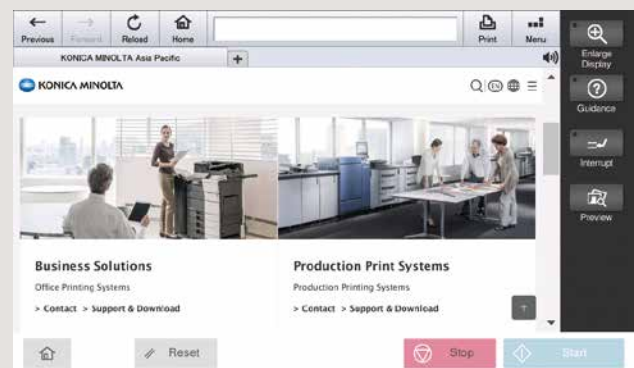 Previous Forward Reload Home Print Menu
KONICA MINOLTA Asia Pacific +
KONICA MINOLTA EN
Business Solutions
Office Printing Systems
> Contact > Support & Download
Production Print Systems
Production Printing Systems
> Contact > Support & Download
Enlarge
Display
Guidance
Interrupt
Preview
Reset Stop Start